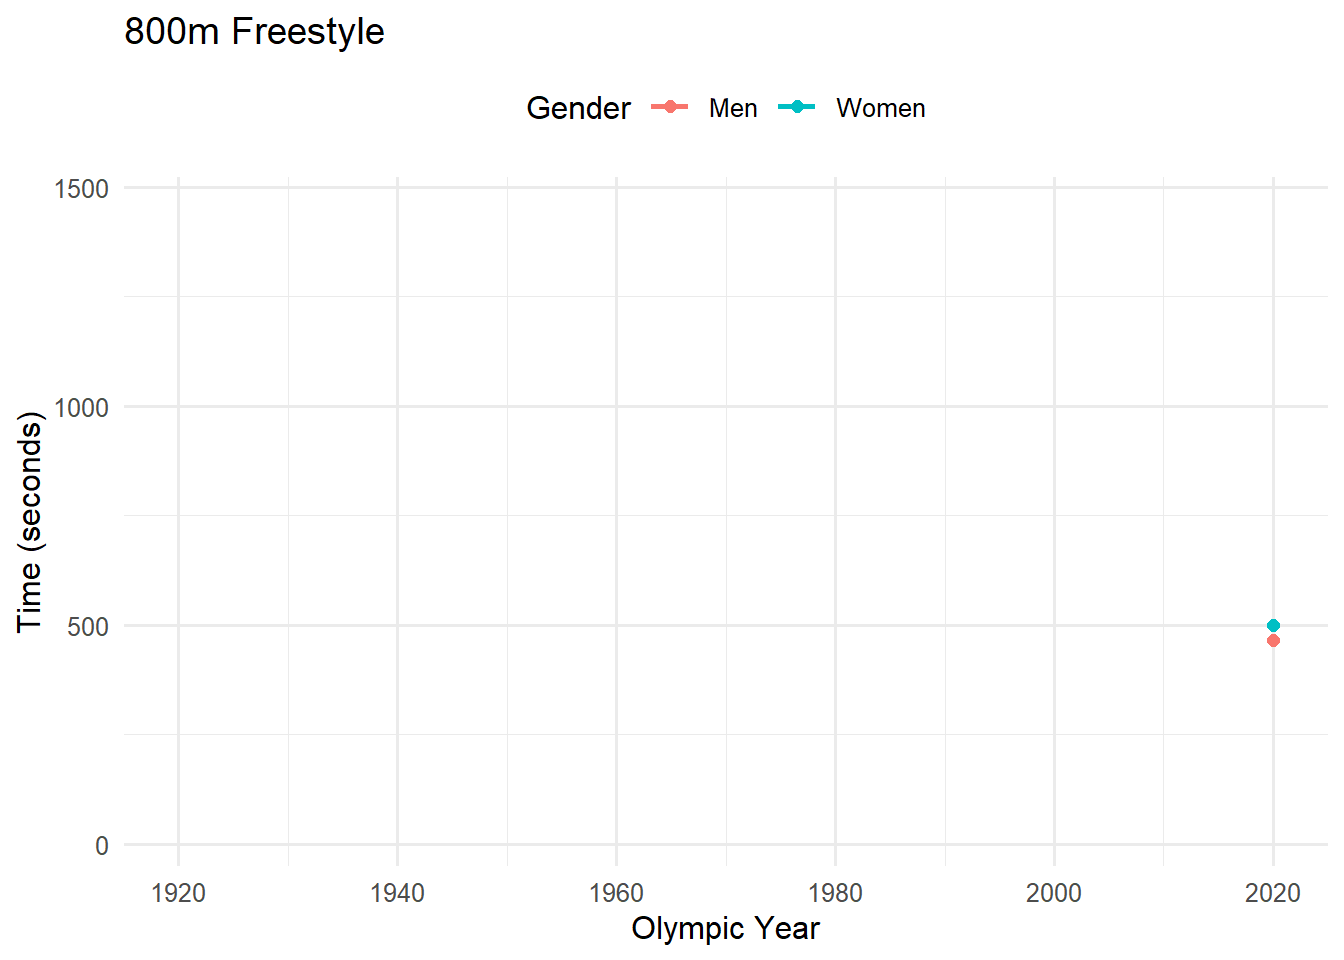 800m Freestyle
Gender Men Women
1500
1000
500
0
Time (seconds)
1920 1940 1960 1980 2000 2020
Olympic Year